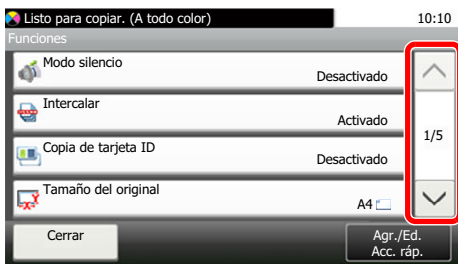 Listo para copiar. (A todo color) 10:10
Funciones
Modo silencio
Desactivado
Intercalar
Activado
1/5
Copia de tarjeta ID
Desactivado
Tamaño del original
A4
Cerrar
Agr./Ed.
Acc. ráp.